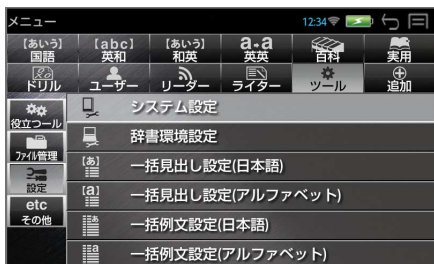 メニュー 12:34
【あいう】 【abc】 【あいう】 a→a
国語 英和 和英 英英 百科 実用
ドリル ユーザー リーダー ライター ツール 追加
役立つツール
ファイル管理
設定
etc
その他
システム設定
辞書環境設定
【あ】 一括見出し設定(日本語)
【a】 一括見出し設定(アルファベット)
あ 一括例文設定(日本語)
a 一括例文設定(アルファベット)